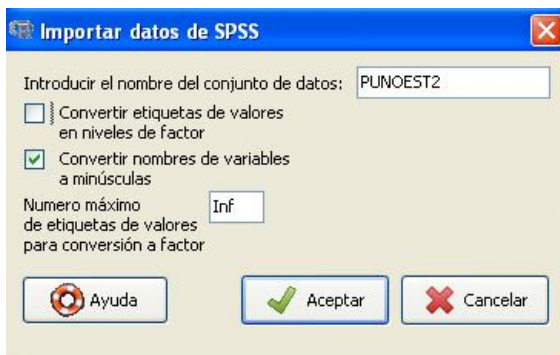 Importar datos de SPSS
Introducir el nombre del conjunto de datos: PUNOEST2
Convertir etiquetas de valores
en niveles de factor
Convertir nombres de variables
a minúsculas
Numero máximo Inf
de etiquetas de valores
para conversión a factor
Ayuda Aceptar Cancelar